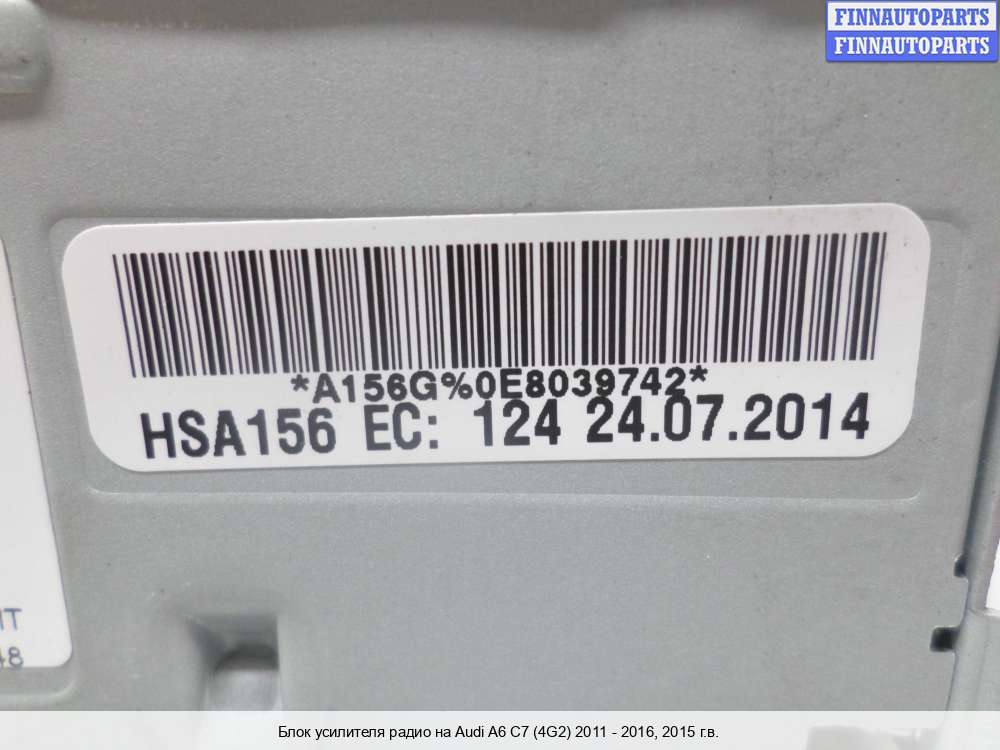 FINNAUTOPARTS
FINNAUTOPARTS
*A156G%0E8039742*
HSA156 EC: 124 24.07.2014
48
Блок усилителя радио на Audi A6 C7 (4G2) 2011 - 2016, 2015 г.в.